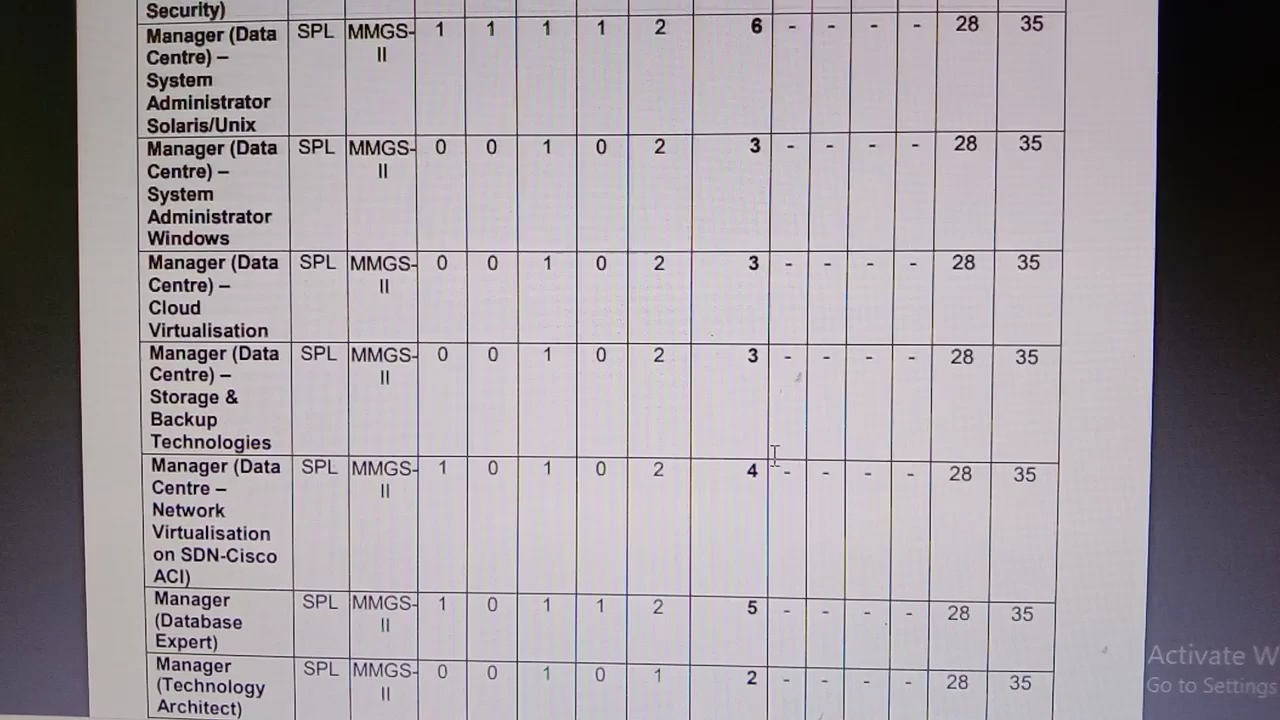 Security)
Manager (Data SPL MMGS- 1 1 1 1 2 6 - - - - 28 35
Centre) – II
System
Administrator
Solaris/Unix
Manager (Data SPL MMGS- 0 0 1 0 2 3 - - - - 28 35
Centre) – II
System
Administrator
Windows
Manager (Data SPL MMGS- 0 0 1 0 2 3 - - - - 28 35
Centre) – II
Cloud
Virtualisation
Manager (Data SPL MMGS- 0 0 1 0 2 3 - - - - 28 35
Centre) – II
Storage &
Backup
Technologies
Manager (Data SPL MMGS- 1 0 1 0 2 4 - - - - 28 35
Centre – II
Network
Virtualisation
on SDN-Cisco
ACI)
Manager SPL MMGS- 1 0 1 1 2 5 - - - - 28 35
(Database II
Expert)
Manager SPL MMGS- 0 0 1 0 1 2 - - - - 28 35
(Technology II
Architect)
Activate W
Go to Settings